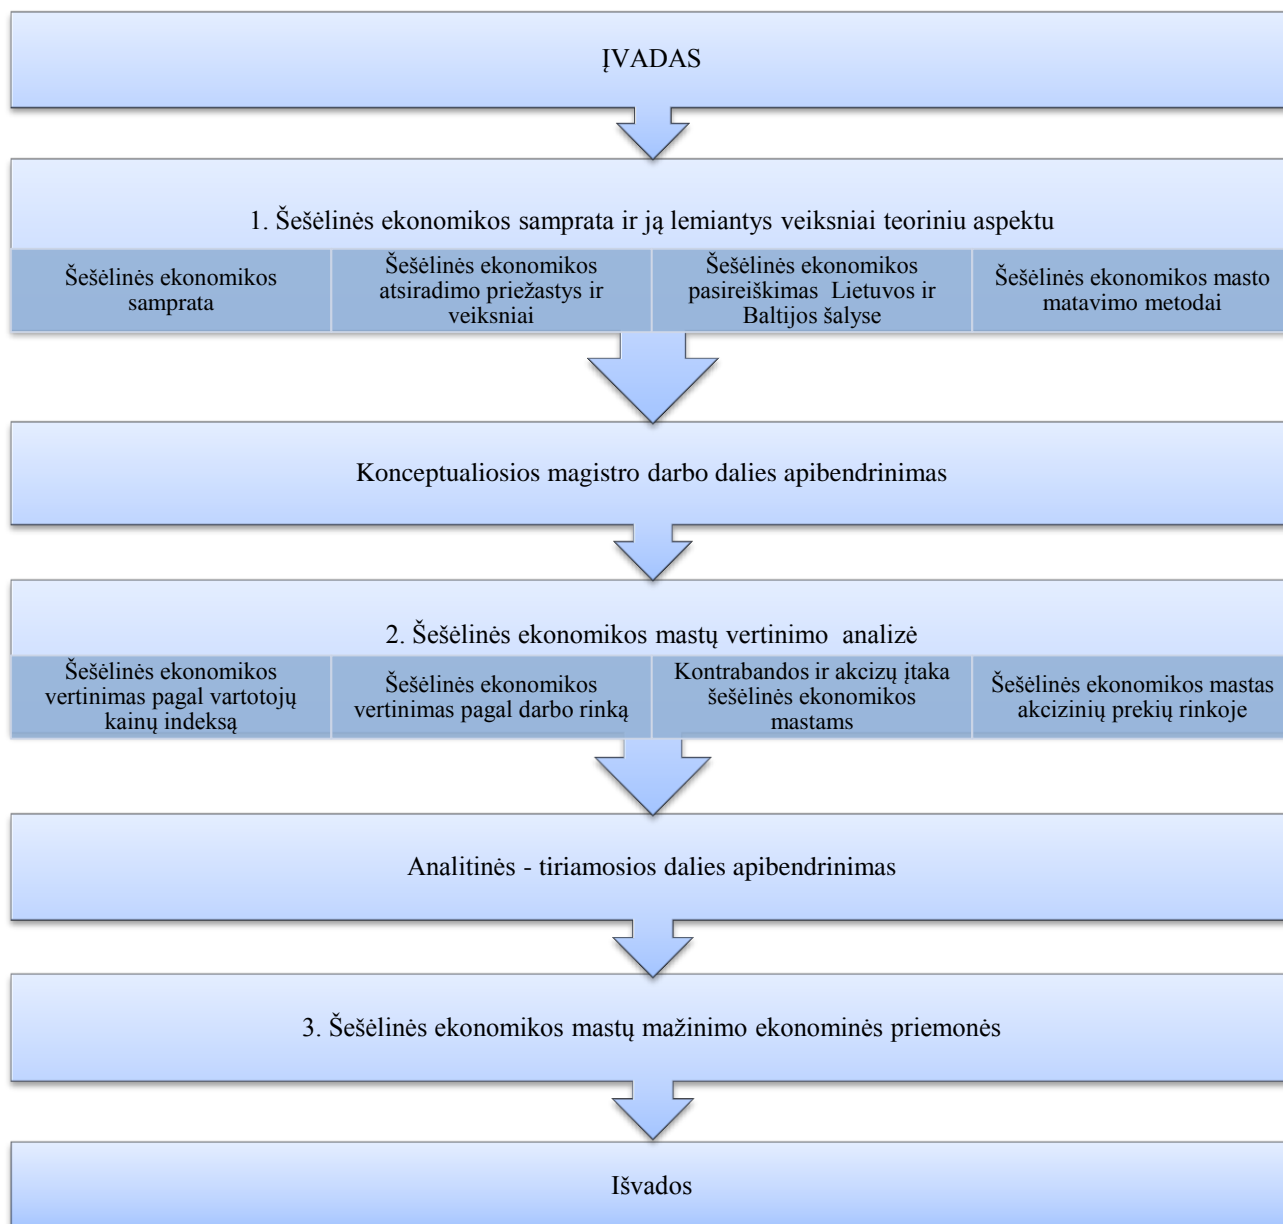 ĮVADAS
1. Šešėlinės ekonomikos samprata ir ją lemiantys veiksniai teoriniu aspektu
Šešėlinės ekonomikos
samprata
Šešėlinės ekonomikos
atsiradimo priežastys ir
veiksniai
Šešėlinės ekonomikos
pasireiškimas Lietuvos ir
Baltijos šalyse
Šešėlinės ekonomikos masto
matavimo metodai
Konceptualiosios magistro darbo dalies apibendrinimas
2. Šešėlinės ekonomikos mastų vertinimo analizė
Šešėlinės ekonomikos
vertinimas pagal vartotojų
kainų indeksą
Šešėlinės ekonomikos
vertinimas pagal darbo rinką
Kontrabandos ir akcizų įtaka
šešėlinės ekonomikos
mastams
Šešėlinės ekonomikos mastas
akcizinių prekių rinkoje
Analitinės - tiriamosios dalies apibendrinimas
3. Šešėlinės ekonomikos mastų mažinimo ekonominės priemonės
Išvados